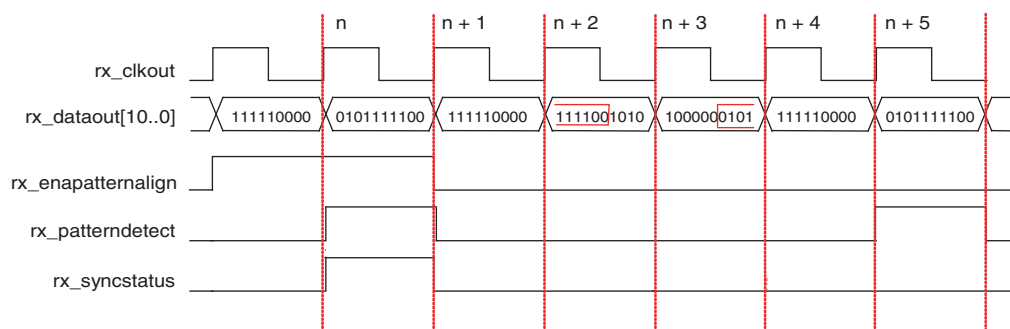 n n + 1 n + 2 n + 3 n + 4 n + 5
rx_clkout
rx_dataout[10..0] 111110000 0101111100 111110000 1111001010 1000000101 111110000 0101111100
rx_enapatternalign
rx_patterndetect
rx_syncstatus